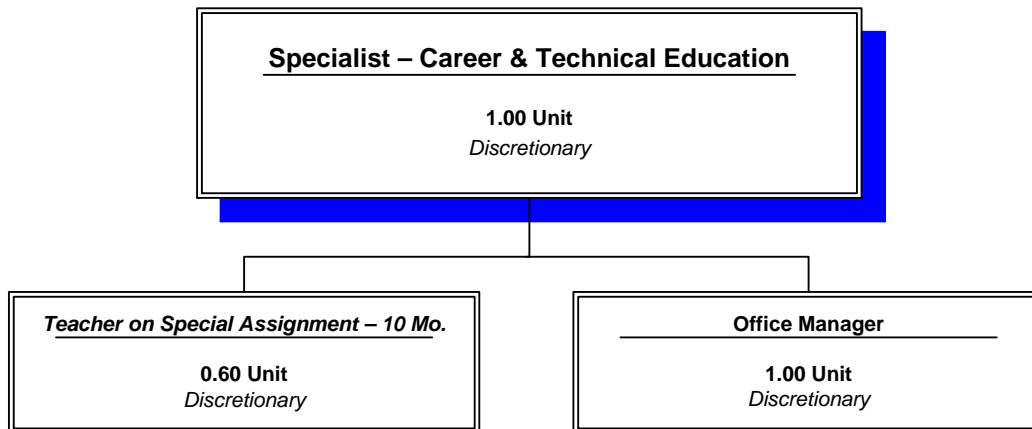 Specialist – Career & Technical Education
1.00 Unit
Discretionary
Teacher on Special Assignment – 10 Mo.
0.60 Unit
Discretionary
Office Manager
1.00 Unit
Discretionary